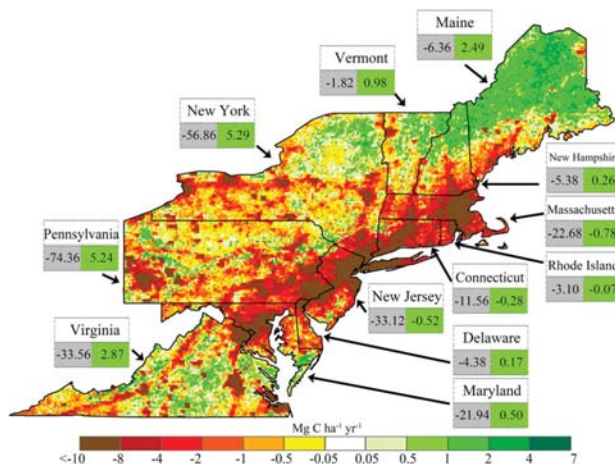 Maine
-6.36 2.49
Vermont
-1.82 0.98
New York
-56.86 5.29
New Hampshir
-5.38 0.26
Massachusett
-22.68 -0.78
Pennsylvania
-74.36 5.24
Rhode Island
-3.10 -0.07
Connecticut
-11.56 -0.28
New Jersey
-33.12 -0.52
Virginia
-33.56 2.87
Delaware
-4.38 0.17
Maryland
-21.94 0.50
Mg C ha⁻¹ yr⁻¹
<-10 -8 -4 -2 -1 -0.5 -0.05 0.05 0.5 1 2 4 7